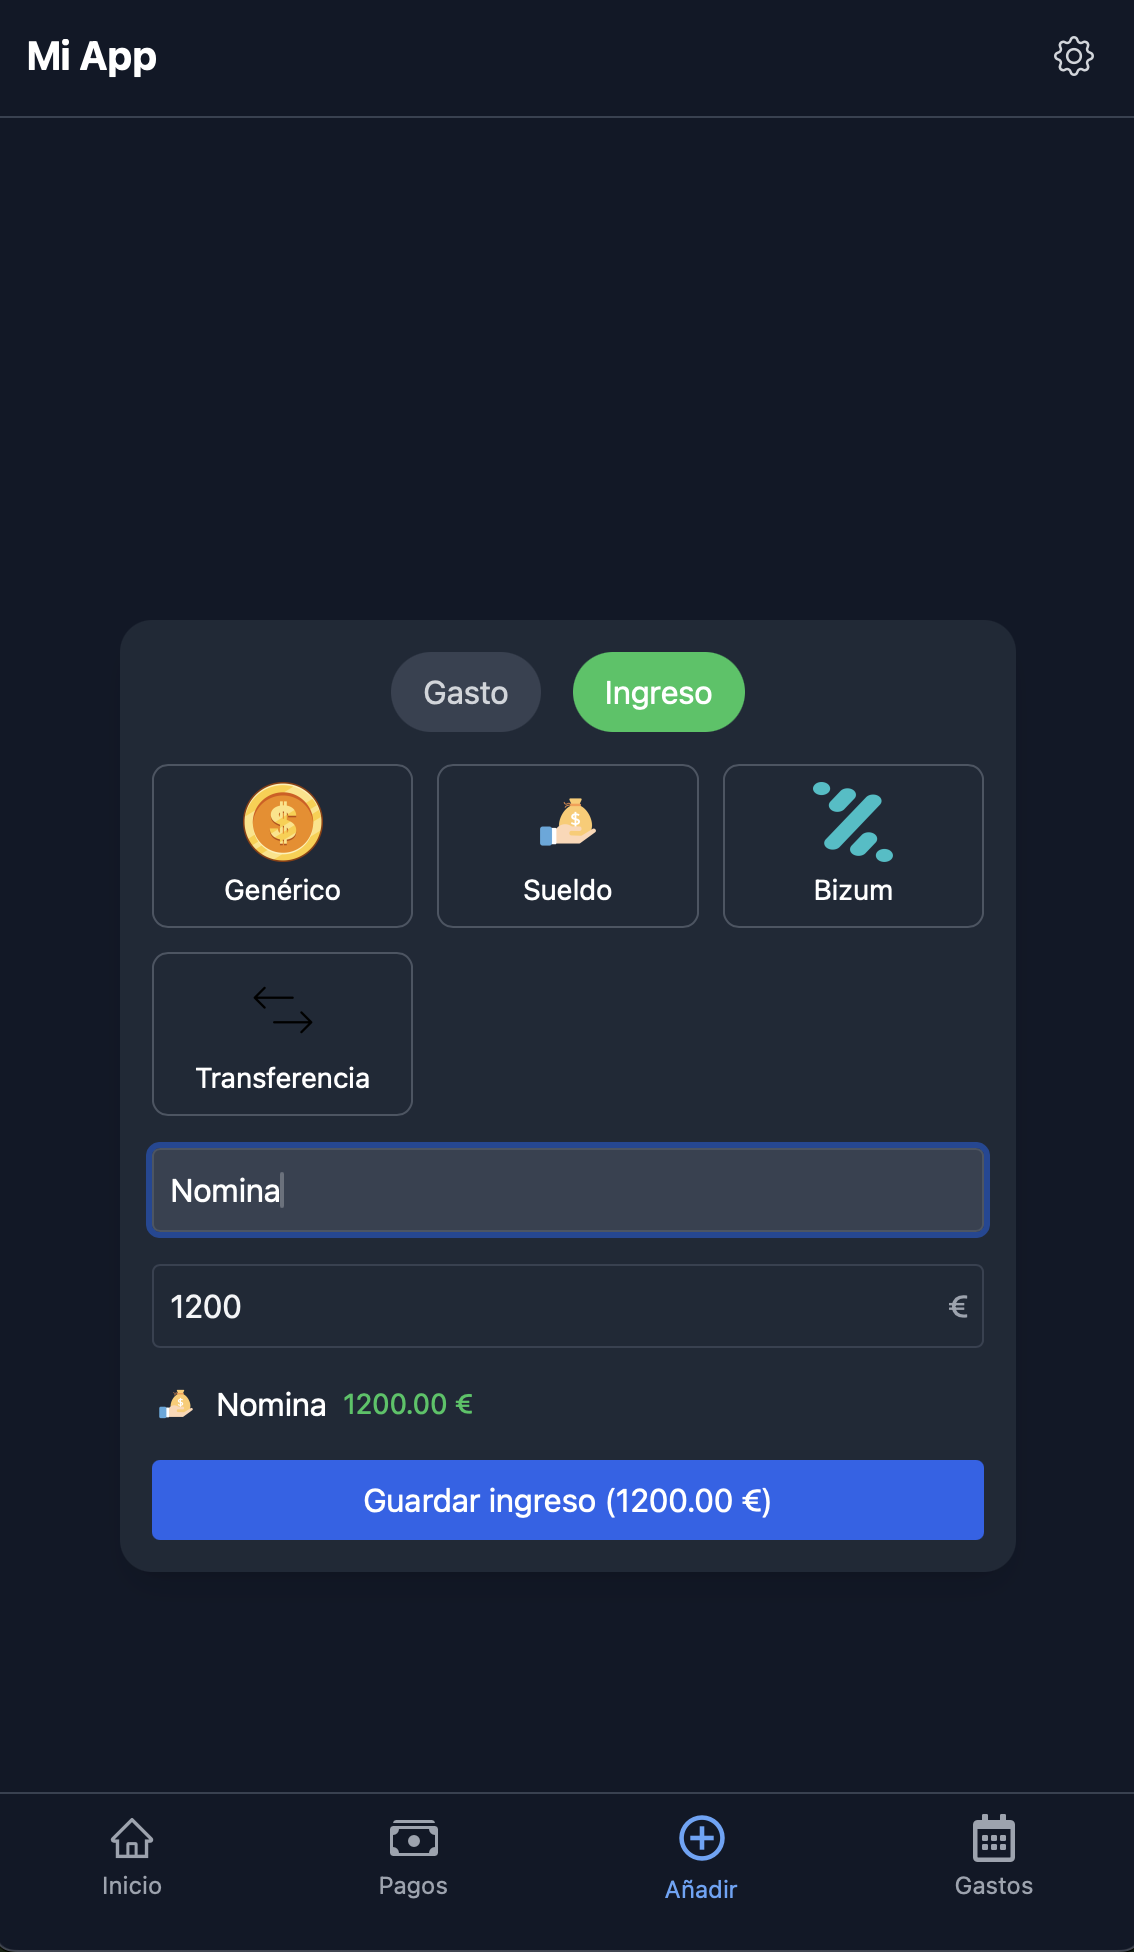 Mi App
Gasto Ingreso
Genérico Sueldo Bizum
Transferencia
Nomina
1200 €
Nomina 1200.00 €
Guardar ingreso (1200.00 €)
Inicio Pagos Añadir Gastos